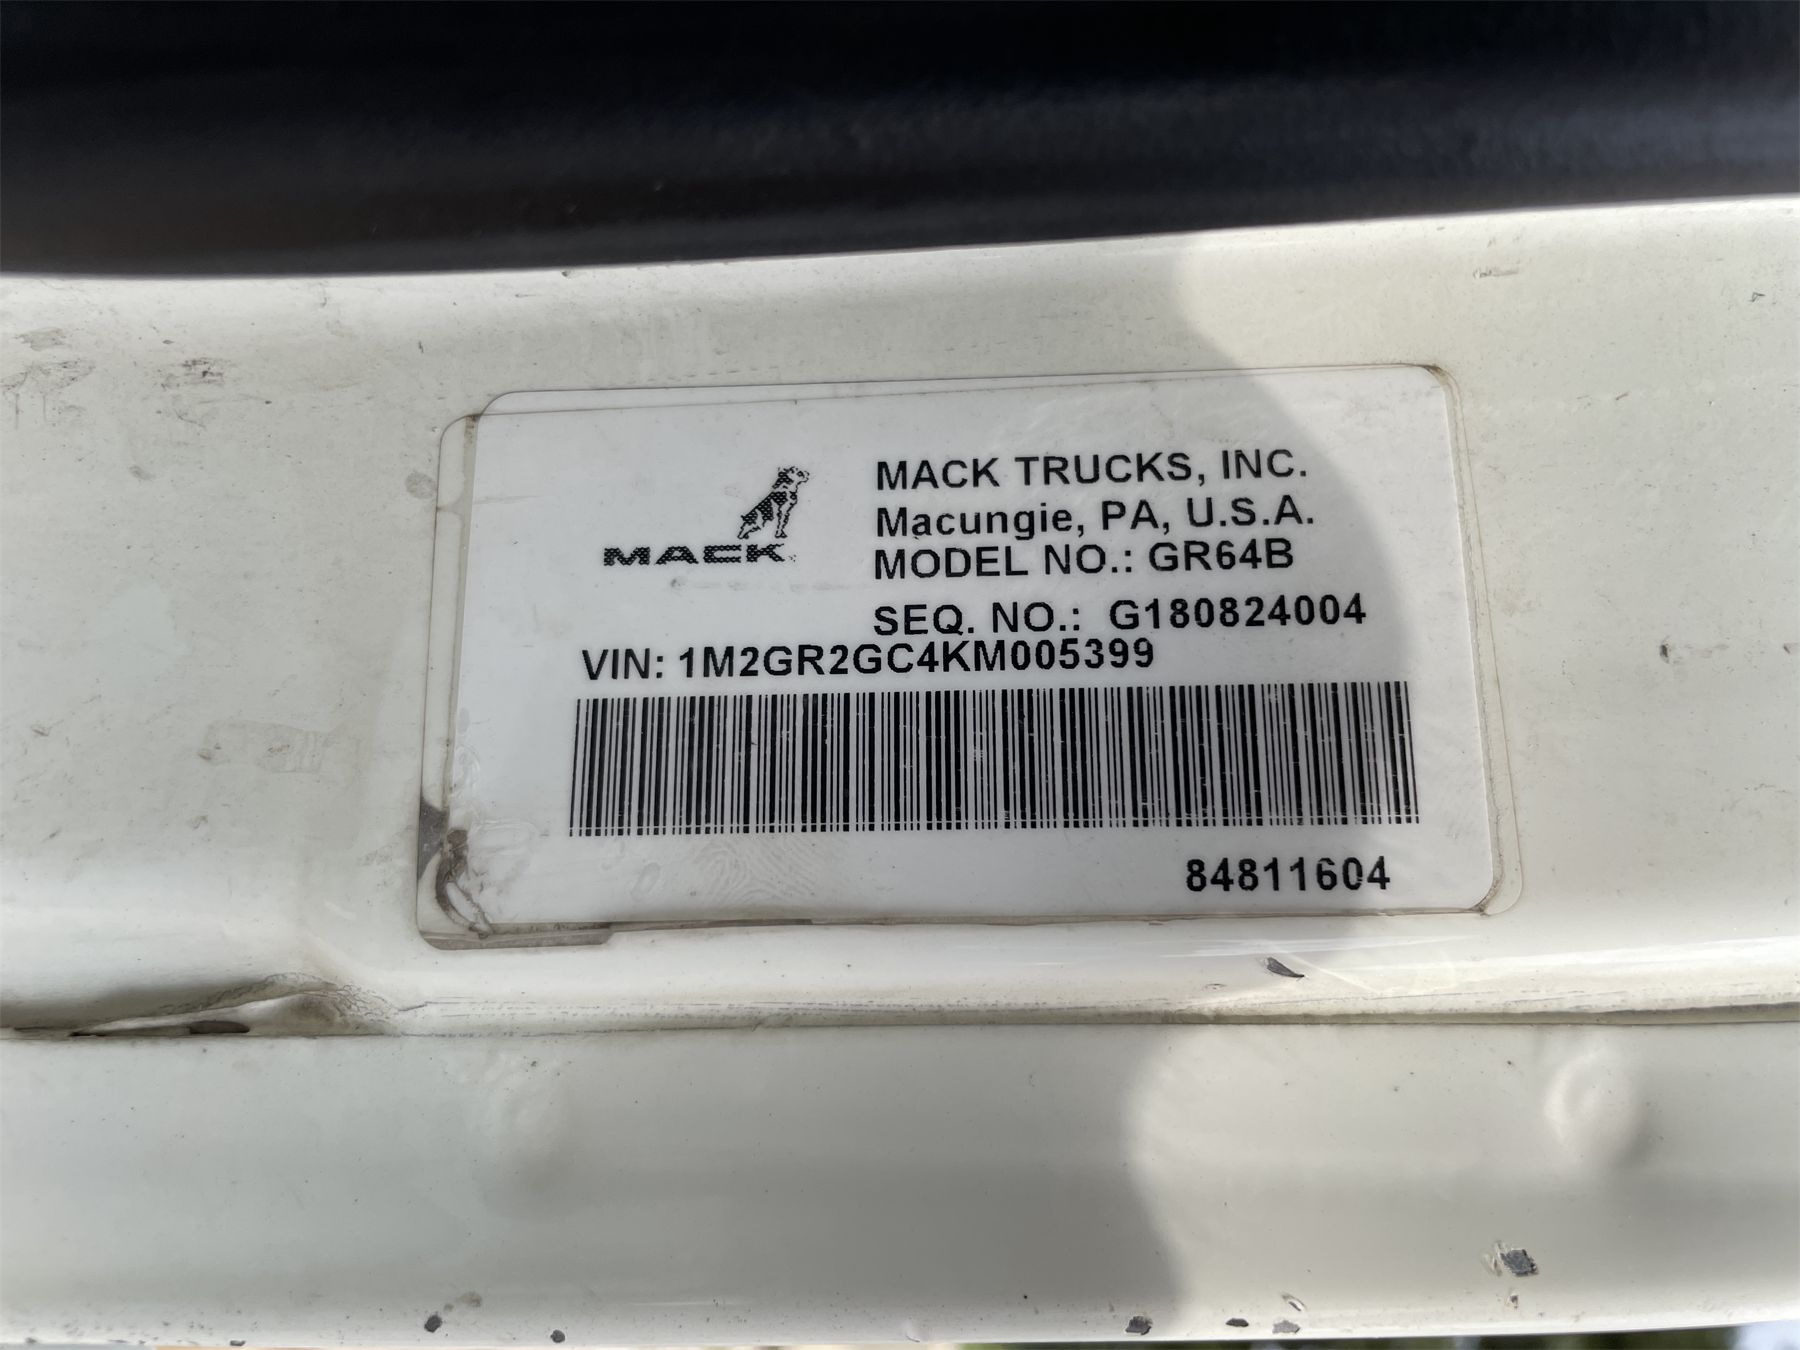 MACK
MACK TRUCKS, INC.
Macungie, PA, U.S.A.
MODEL NO.: GR64B
SEQ. NO.: G180824004
VIN: 1M2GR2GC4KM005399
84811604